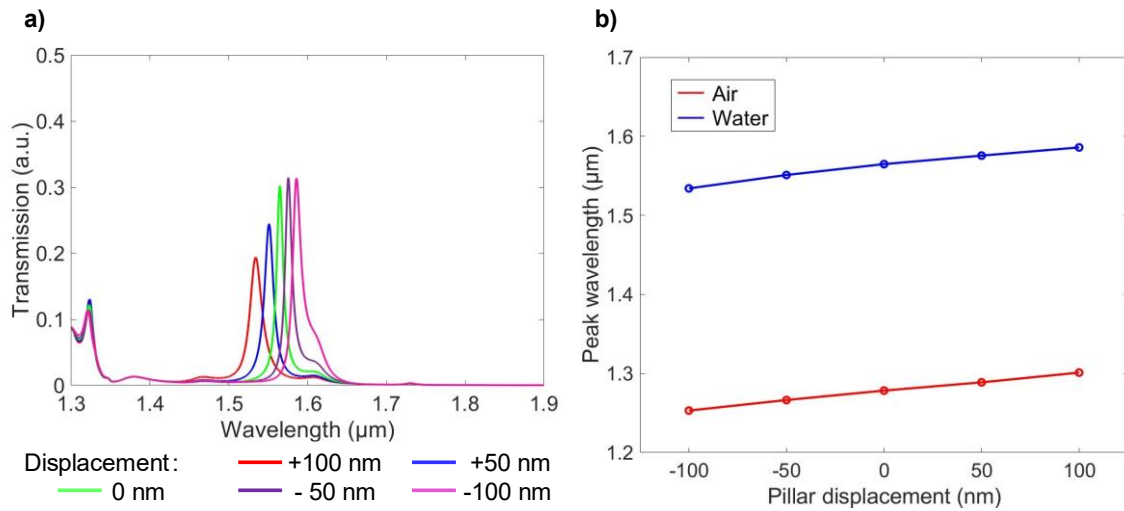 a)
0.5
0.4
0.3
0.2
0.1
0
1.3 1.4 1.5 1.6 1.7 1.8 1.9
Transmission (a.u.)
Wavelength (µm)
Displacement: +100 nm +50 nm
0 nm - 50 nm -100 nm
b)
1.7
1.6
1.5
1.4
1.3
1.2
-100 -50 0 50 100
Peak wavelength (µm)
Pillar displacement (nm)
Air
Water